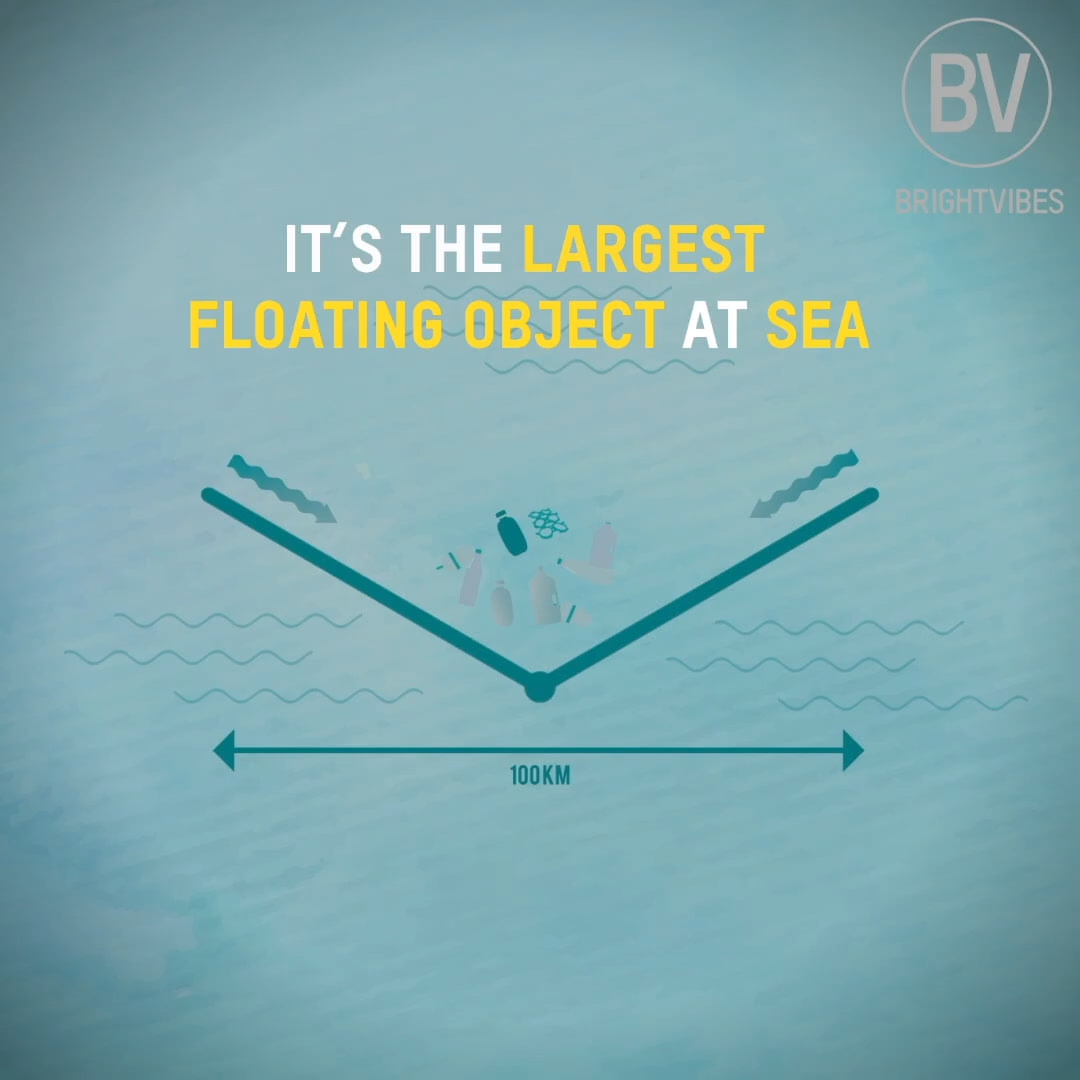 BV
BRIGHTVIBES
IT'S THE LARGEST
FLOATING OBJECT AT SEA
100KM